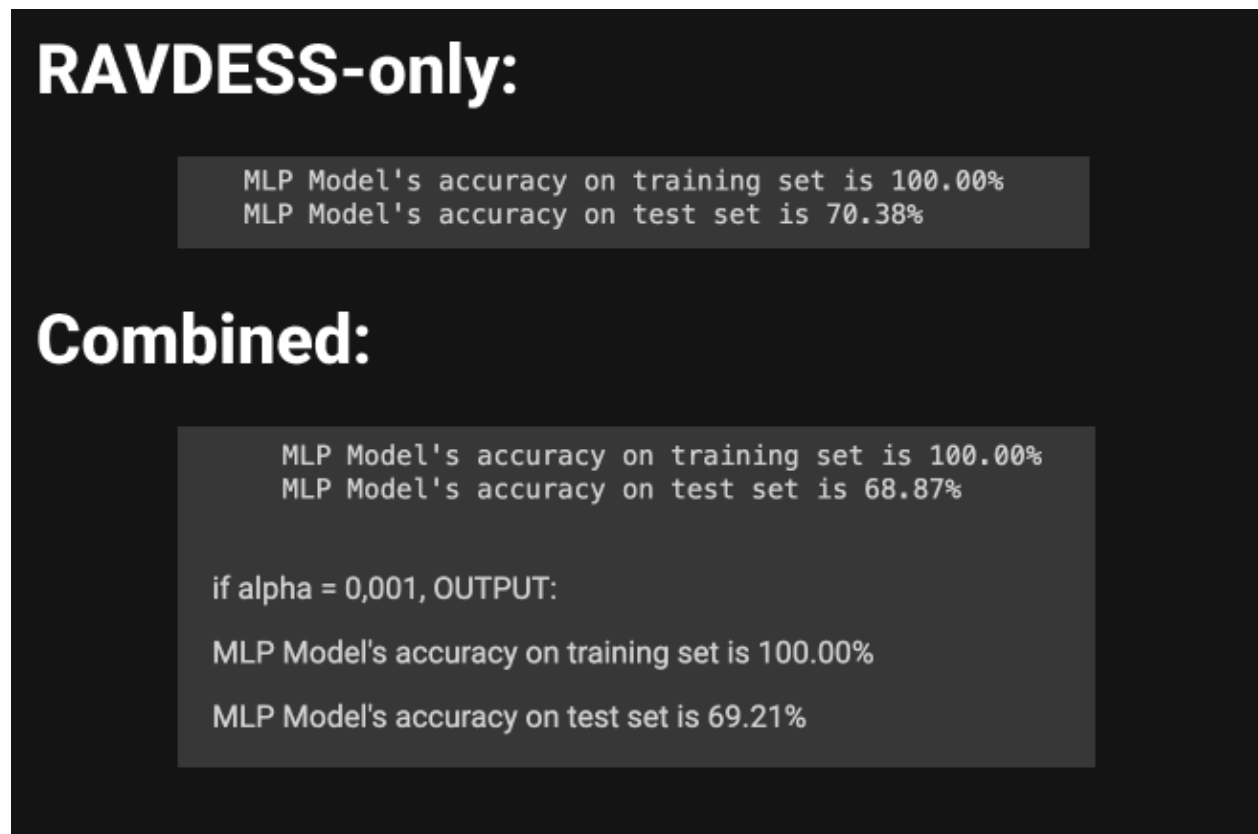 RAVDESS-only:
MLP Model's accuracy on training set is 100.00%
MLP Model's accuracy on test set is 70.38%
Combined:
MLP Model's accuracy on training set is 100.00%
MLP Model's accuracy on test set is 68.87%
if alpha = 0,001, OUTPUT:
MLP Model's accuracy on training set is 100.00%
MLP Model's accuracy on test set is 69.21%